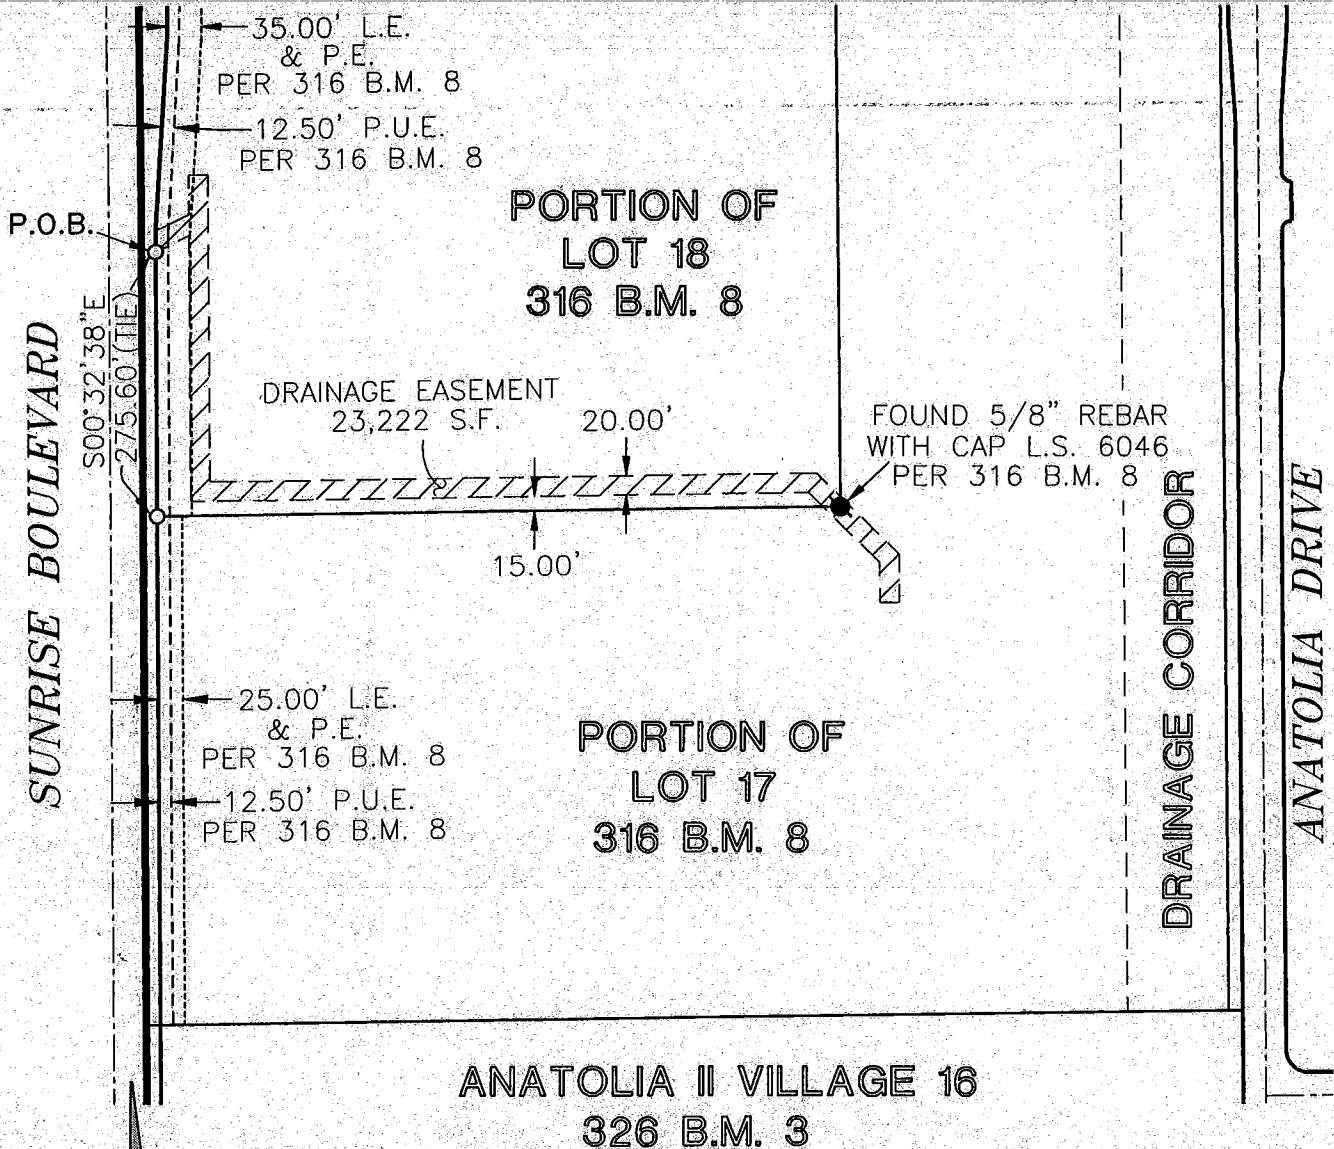 35.00' L.E.
& P.E.
PER 316 B.M. 8
12.50' P.U.E.
PER 316 B.M. 8
P.O.B.
PORTION OF
LOT 18
316 B.M. 8
S00°32'38"E
275.60'(TIE)
SUNRISE BOULEVARD
DRAINAGE EASEMENT
23,222 S.F.
20.00'
15.00'
FOUND 5/8" REBAR
WITH CAP L.S. 6046
PER 316 B.M. 8
DRAINAGE CORRIDOR
ANATOLIA DRIVE
25.00' L.E.
& P.E.
PER 316 B.M. 8
12.50' P.U.E.
PER 316 B.M. 8
PORTION OF
LOT 17
316 B.M. 8
ANATOLIA II VILLAGE 16
326 B.M. 3